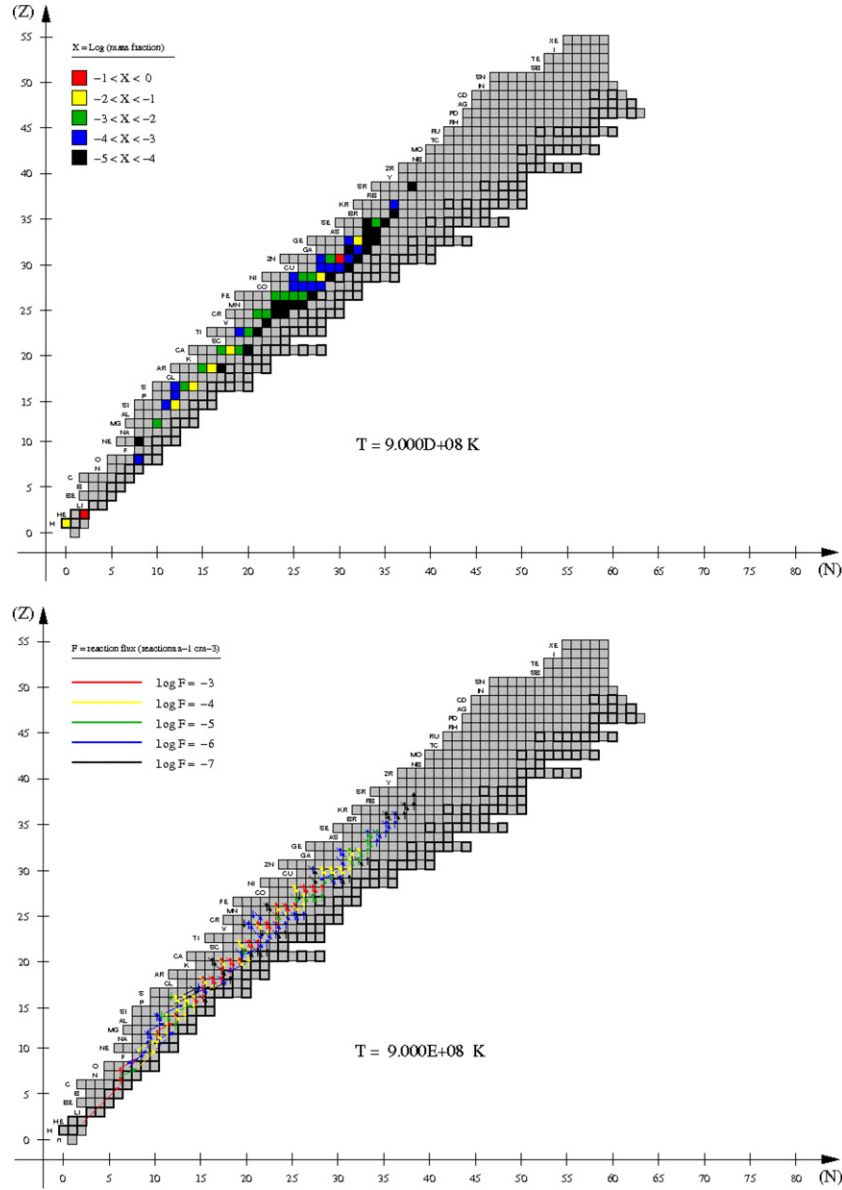 (Z)
X = Log (mass fraction)
−1 < X < 0
−2 < X < −1
−3 < X < −2
−4 < X < −3
−5 < X < −4
55
50
45
40
35
30
25
20
15
10
5
0
XE
I
TE
SB
SN
IN
CD
AG
PD
RH
RU
TC
MO
NB
ZR
Y
SR
RB
KR
BR
SE
AS
GE
GA
ZN
CU
NI
CO
FE
MN
CR
V
TI
SC
CA
K
AR
CL
S
P
SI
AL
MG
NA
NE
F
O
N
C
B
BE
LI
HE
H
T = 9.000D+08 K
0 5 10 15 20 25 30 35 40 45 50 55 60 65 70 75 80 (N)
(Z)
F = reaction flux (reactions s−1 cm−3)
log F = −3
log F = −4
log F = −5
log F = −6
log F = −7
55
50
45
40
35
30
25
20
15
10
5
0
XE
I
TE
SB
SN
IN
CD
AG
PD
RH
RU
TC
MO
NB
ZR
Y
SR
RB
KR
BR
SE
AS
GE
GA
ZN
CU
NI
CO
FE
MN
CR
V
TI
SC
CA
K
AR
CL
S
P
SI
AL
MG
NA
NE
F
O
N
C
B
BE
LI
HE
H
n
T = 9.000E+08 K
0 5 10 15 20 25 30 35 40 45 50 55 60 65 70 75 80 (N)